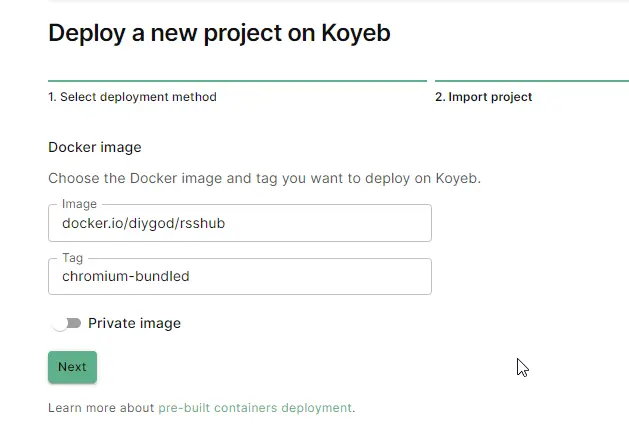 Deploy a new project on Koyeb
1. Select deployment method
2. Import project
Docker image
Choose the Docker image and tag you want to deploy on Koyeb.
Image
docker.io/diygod/rsshub
Tag
chromium-bundled
Private image
Next
Learn more about pre-built containers deployment.